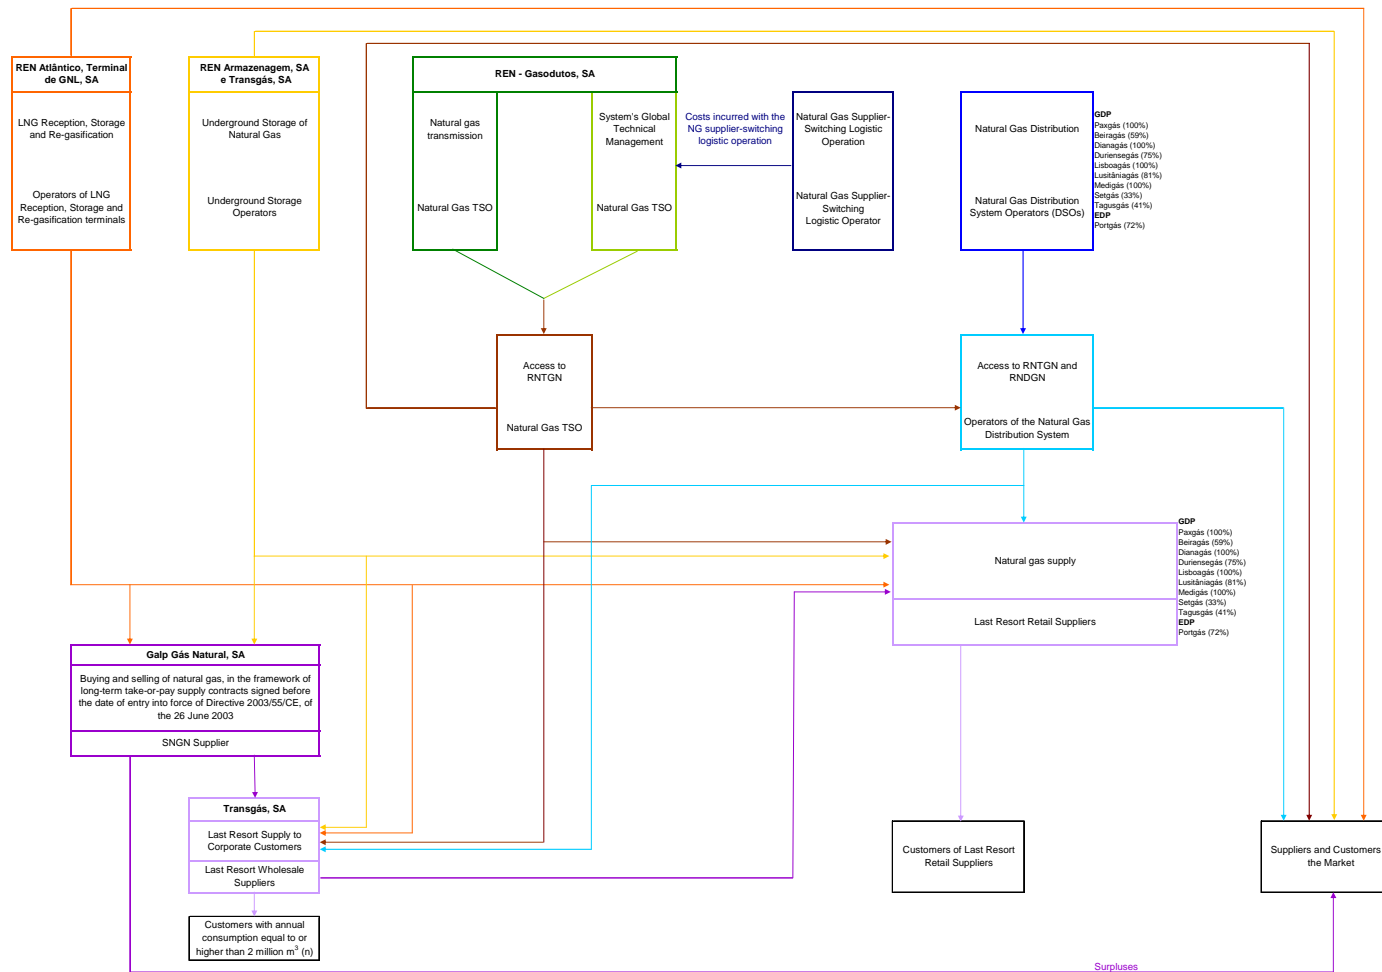 REN Atlântico, Terminal
de GNL, SA
LNG Reception, Storage
and Re-gasification
Operators of LNG
Reception, Storage and
Re-gasification terminals
REN Armazenagem, SA
e Transgás, SA
Underground Storage of
Natural Gas
Underground Storage
Operators
REN - Gasodutos, SA
Natural gas
transmission
Natural Gas TSO
System's Global
Technical
Management
Natural Gas TSO
Costs incurred with the
NG supplier-switching
logistic operation
Natural Gas Supplier-
Switching Logistic
Operation
Natural Gas Supplier-
Switching
Logistic Operator
Natural Gas Distribution
Natural Gas Distribution
System Operators (DSOs)
GDP
Paxgás (100%)
Beiragás (59%)
Dianagás (100%)
Duriensegás (75%)
Lisboagás (100%)
Lusitâniagás (81%)
Medigás (100%)
Setgás (33%)
Tagusgás (41%)
EDP
Portgás (72%)
Access to
RNTGN
Natural Gas TSO
Access to RNTGN and
RNDGN
Operators of the Natural Gas
Distribution System
Natural gas supply
Last Resort Retail Suppliers
GDP
Paxgás (100%)
Beiragás (59%)
Dianagás (100%)
Duriensegás (75%)
Lisboagás (100%)
Lusitâniagás (81%)
Medigás (100%)
Setgás (33%)
Tagusgás (41%)
EDP
Portgás (72%)
Galp Gás Natural, SA
Buying and selling of natural gas, in the framework of
long-term take-or-pay supply contracts signed before
the date of entry into force of Directive 2003/55/CE, of
the 26 June 2003
SNGN Supplier
Transgás, SA
Last Resort Supply to
Corporate Customers
Last Resort Wholesale
Suppliers
Customers with annual
consumption equal to or
higher than 2 million m³ (n)
Customers of Last Resort
Retail Suppliers
Suppliers and Customers
the Market
Surpluses